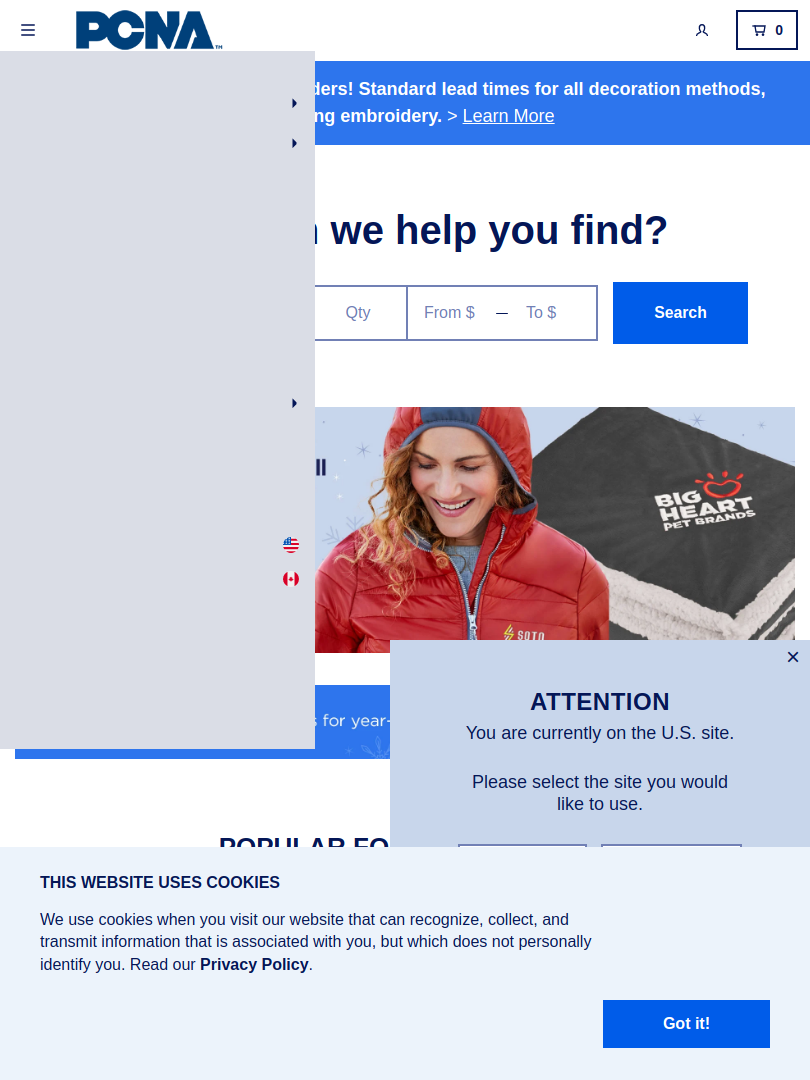 PCNA™
0
ders! Standard lead times for all decoration methods,
ng embroidery. > Learn More
we help you find?
Qty
From $ — To $
Search
BIG
HEART
PET BRANDS
SOTO
s for year-
×
ATTENTION
You are currently on the U.S. site.
Please select the site you would
like to use.
POPULAR FO
THIS WEBSITE USES COOKIES
We use cookies when you visit our website that can recognize, collect, and
transmit information that is associated with you, but which does not personally
identify you. Read our Privacy Policy.
Got it!